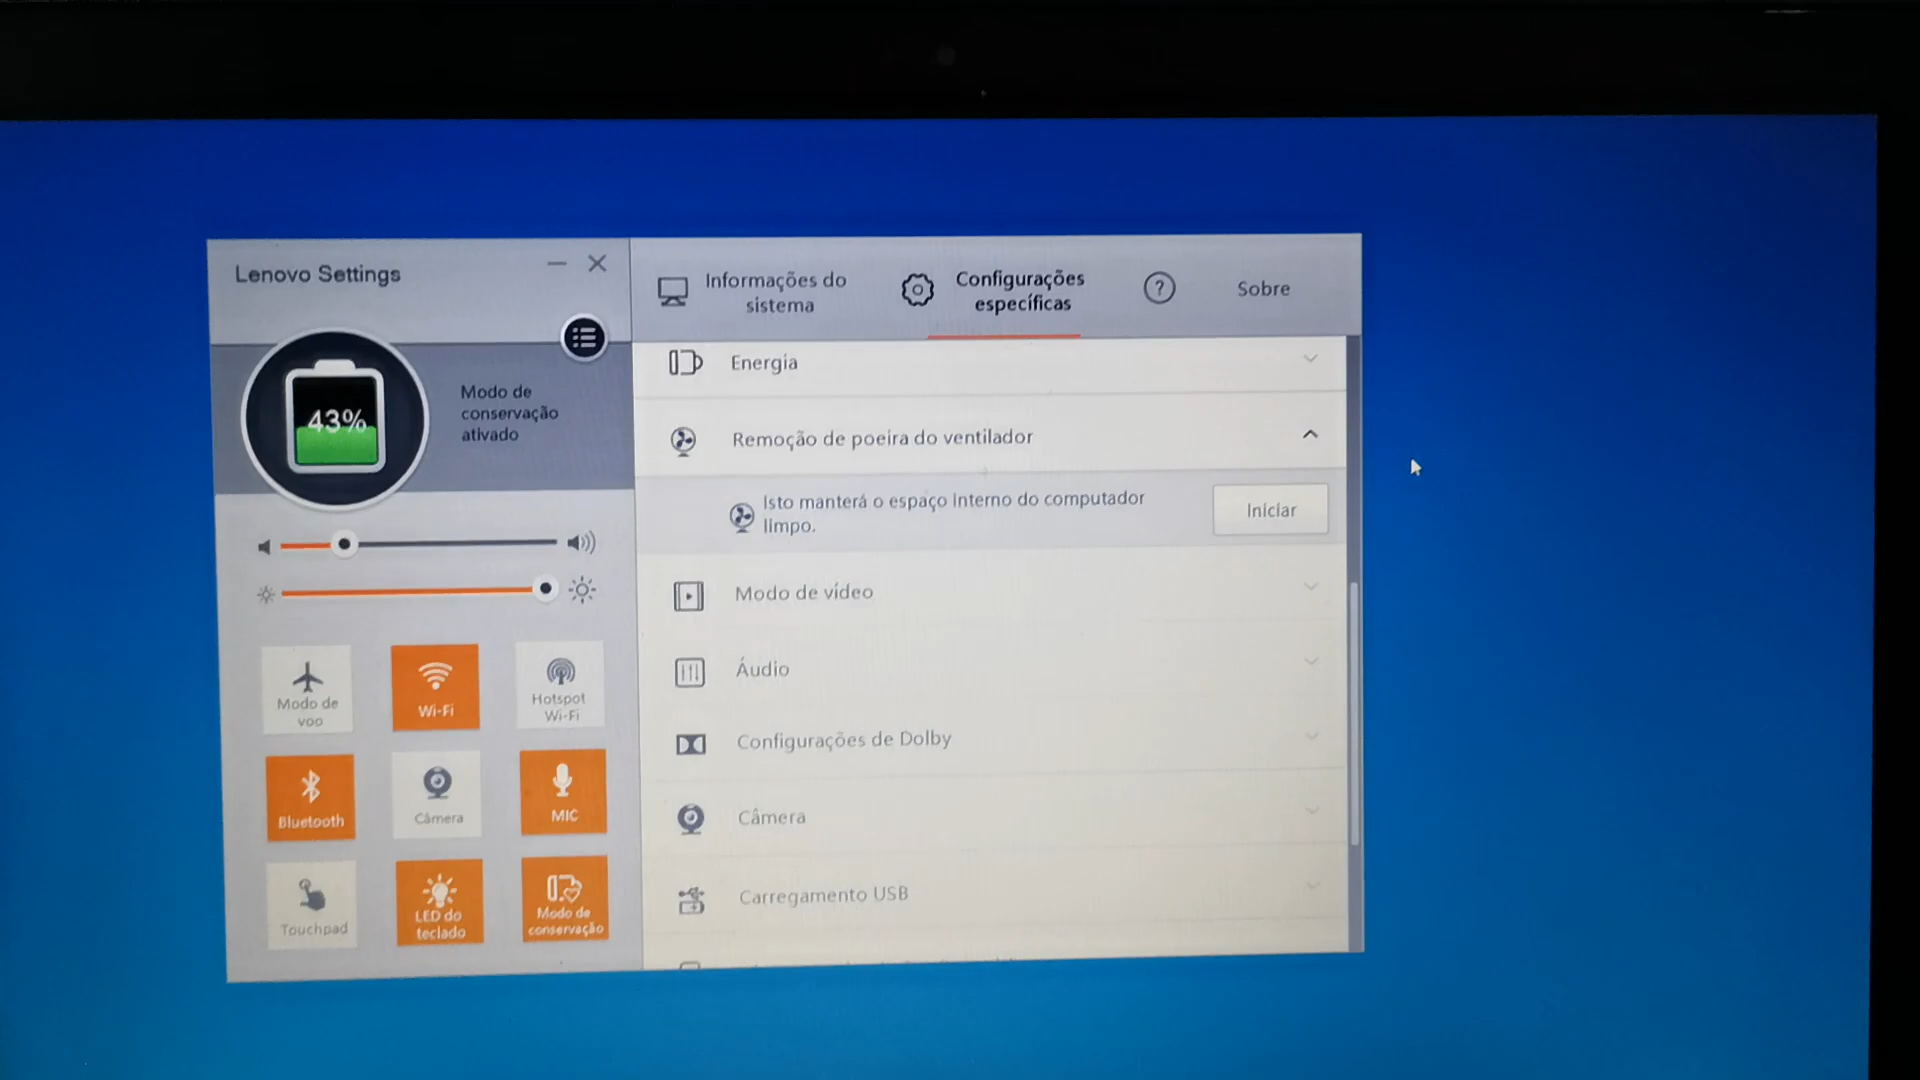 Lenovo Settings
Informações do
sistema
Configurações
específicas
?
Sobre
43%
Modo de
conservação
ativado
Energia
Remoção de poeira do ventilador
Isto manterá o espaço interno do computador
limpo.
Iniciar
Modo de vídeo
Áudio
Configurações de Dolby
Câmera
Carregamento USB
Modo de
voo
Wi-Fi
Hotspot
Wi-Fi
Bluetooth
Câmera
MIC
Touchpad
LED do
teclado
Modo de
conservação